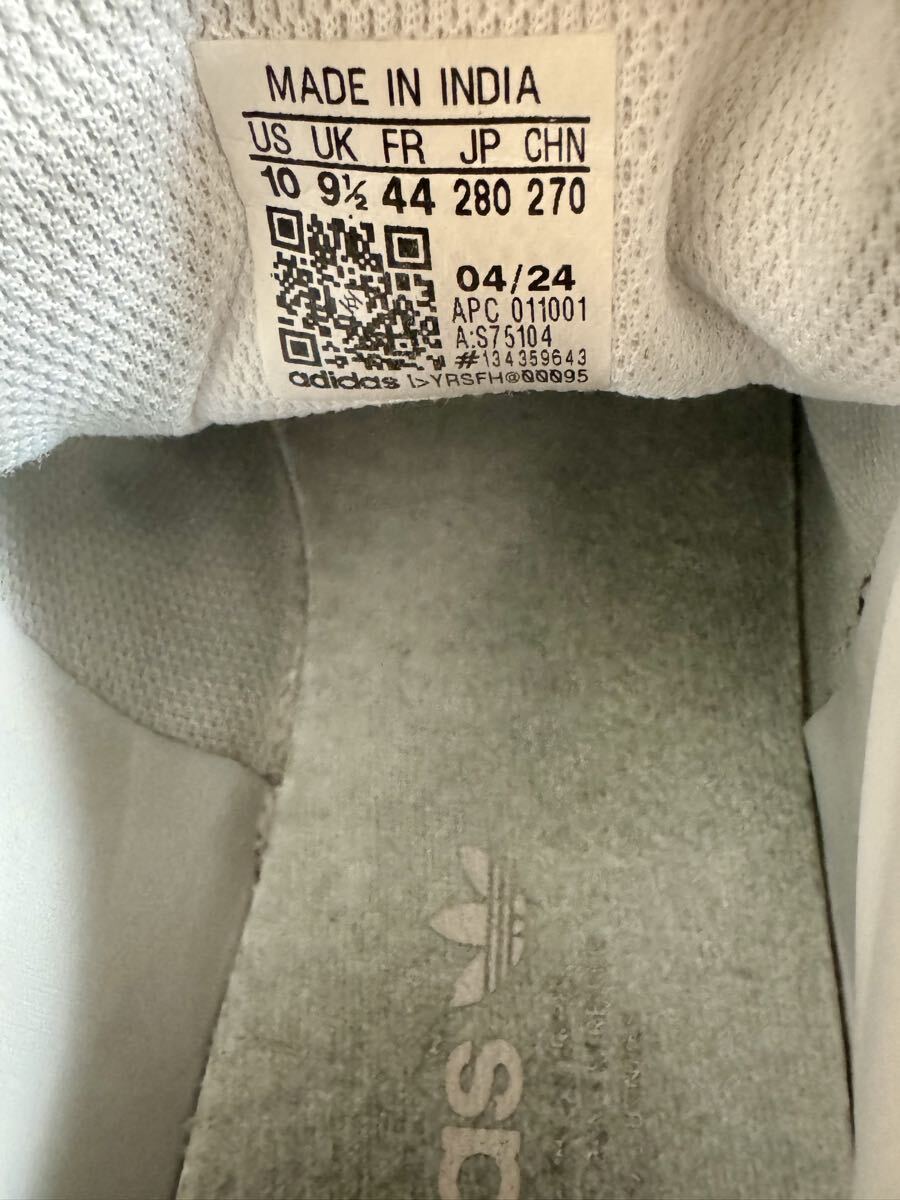 MADE IN INDIA
US UK FR JP CHN
10 9½ 44 280 270
04/24
APC 011001
A:S75104
#134359643
adidas I>YRSFH@00095
as